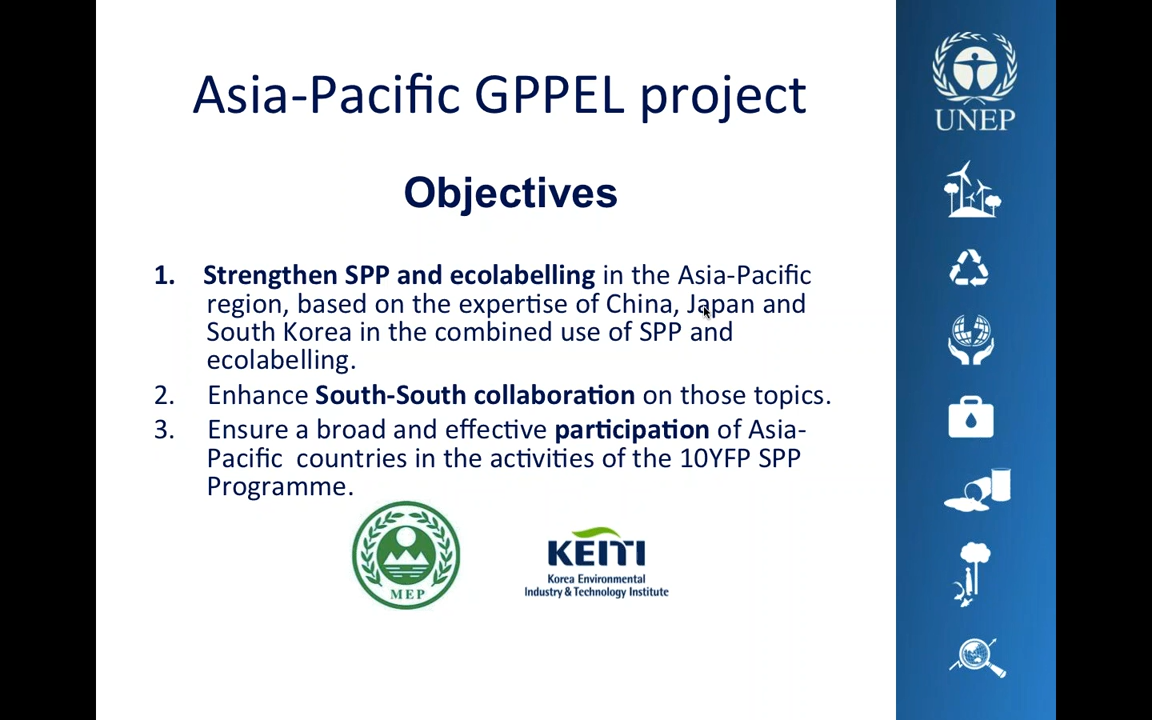 Asia-Pacific GPPEL project
Objectives
1. Strengthen SPP and ecolabelling in the Asia-Pacific
region, based on the expertise of China, Japan and
South Korea in the combined use of SPP and
ecolabelling.
2. Enhance South-South collaboration on those topics.
3. Ensure a broad and effective participation of Asia-
Pacific countries in the activities of the 10YFP SPP
Programme.
MEP
KEITI
Korea Environmental
Industry & Technology Institute
UNEP